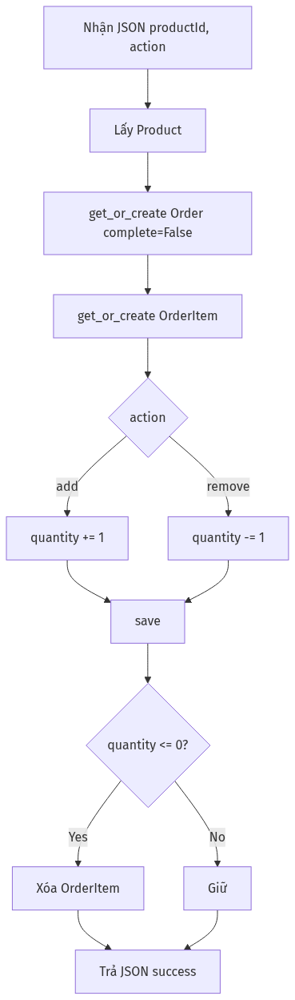 Nhận JSON productId,
action
Lấy Product
get_or_create Order
complete=False
get_or_create OrderItem
action
add
remove
quantity += 1
quantity -= 1
save
quantity <= 0?
Yes
No
Xóa OrderItem
Giữ
Trả JSON success